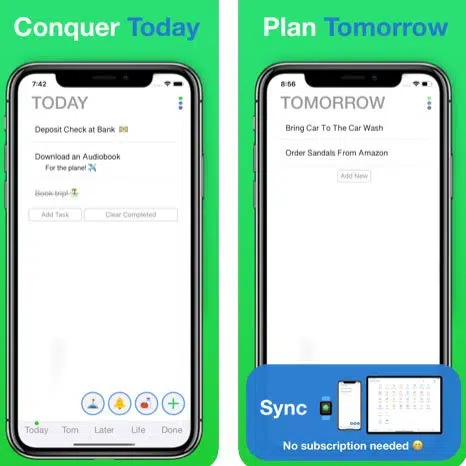 Conquer Today
7:42
TODAY
Deposit Check at Bank 💵
Download an Audiobook
For the plane! ✈️
Book trip! 🏝️
Add Task
Clear Completed
Today
Tom
Later
Life
Done
Plan Tomorrow
8:56
TOMORROW
Bring Car To The Car Wash
Order Sandals From Amazon
Add New
Sync
No subscription needed 😄